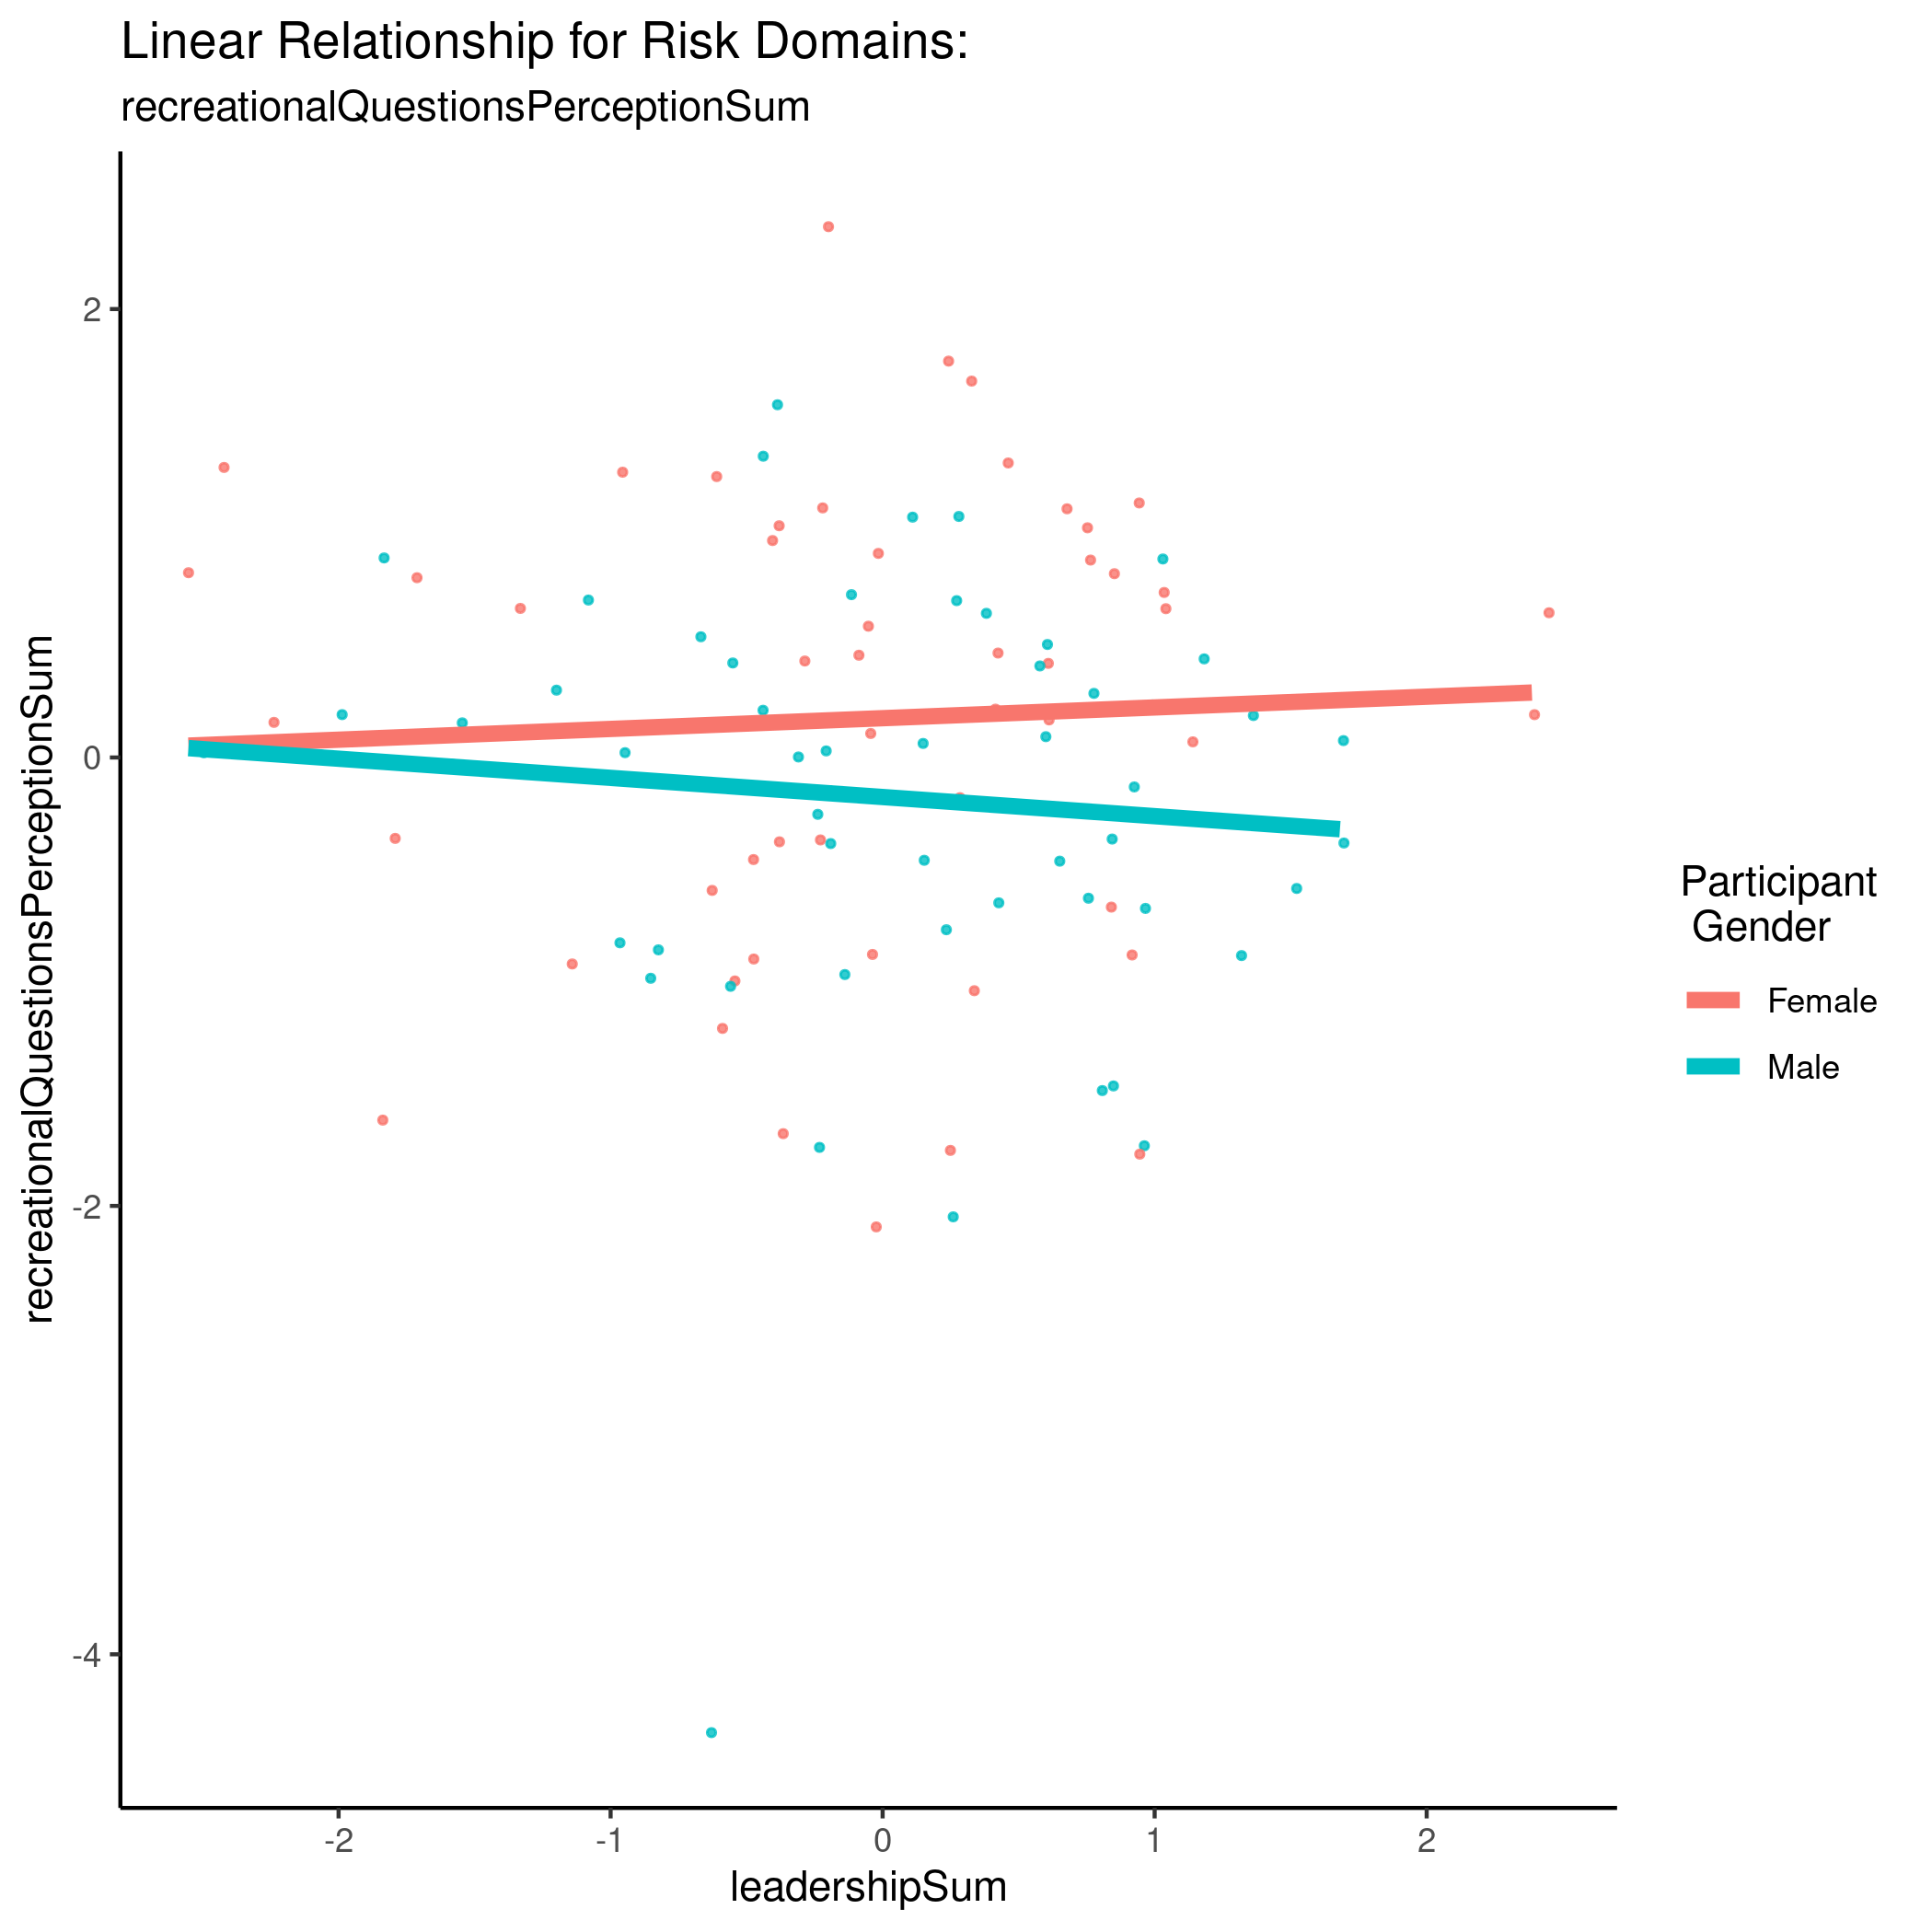 Linear Relationship for Risk Domains:
recreationalQuestionsPerceptionSum
recreationalQuestionsPerceptionSum
2
0
-2
-4
-2
-1
0
1
2
leadershipSum
Participant
Gender
Female
Male